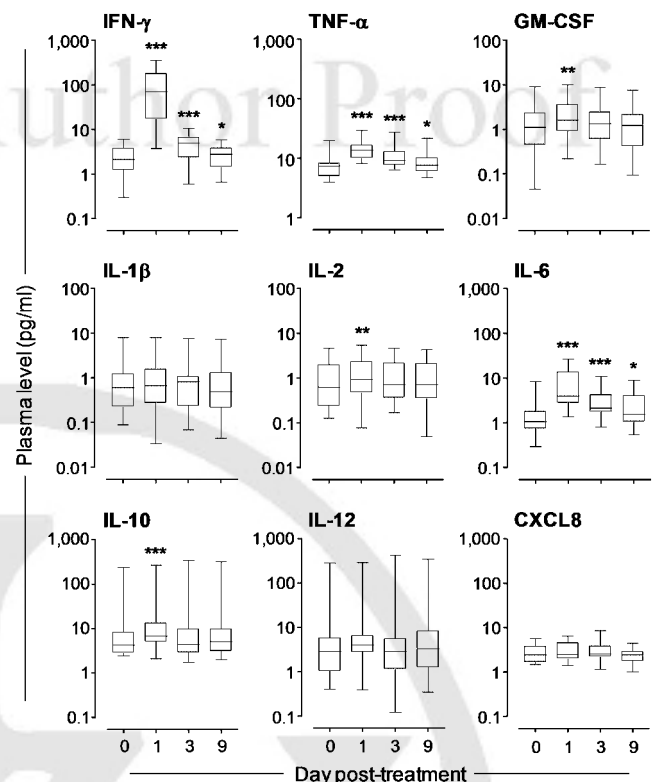 IFN-γ TNF-α GM-CSF
1,000 1,000 100
100 100 10
10 10 1
1 1 0.1
0.1 0.01
*** *** *
*** *** *
**
Author Proof
IL-1β IL-2 IL-6
100 100 1,000
10 10 100
1 1 10
0.1 0.1 1
0.01 0.01 0.1
**
*** *** *
Plasma level (pg/ml)
IL-10 IL-12 CXCL8
1,000 1,000 1,000
100 100 100
10 10 10
1 1 1
0.1 0.1 0.1
***
0 1 3 9 0 1 3 9 0 1 3 9
Day post-treatment